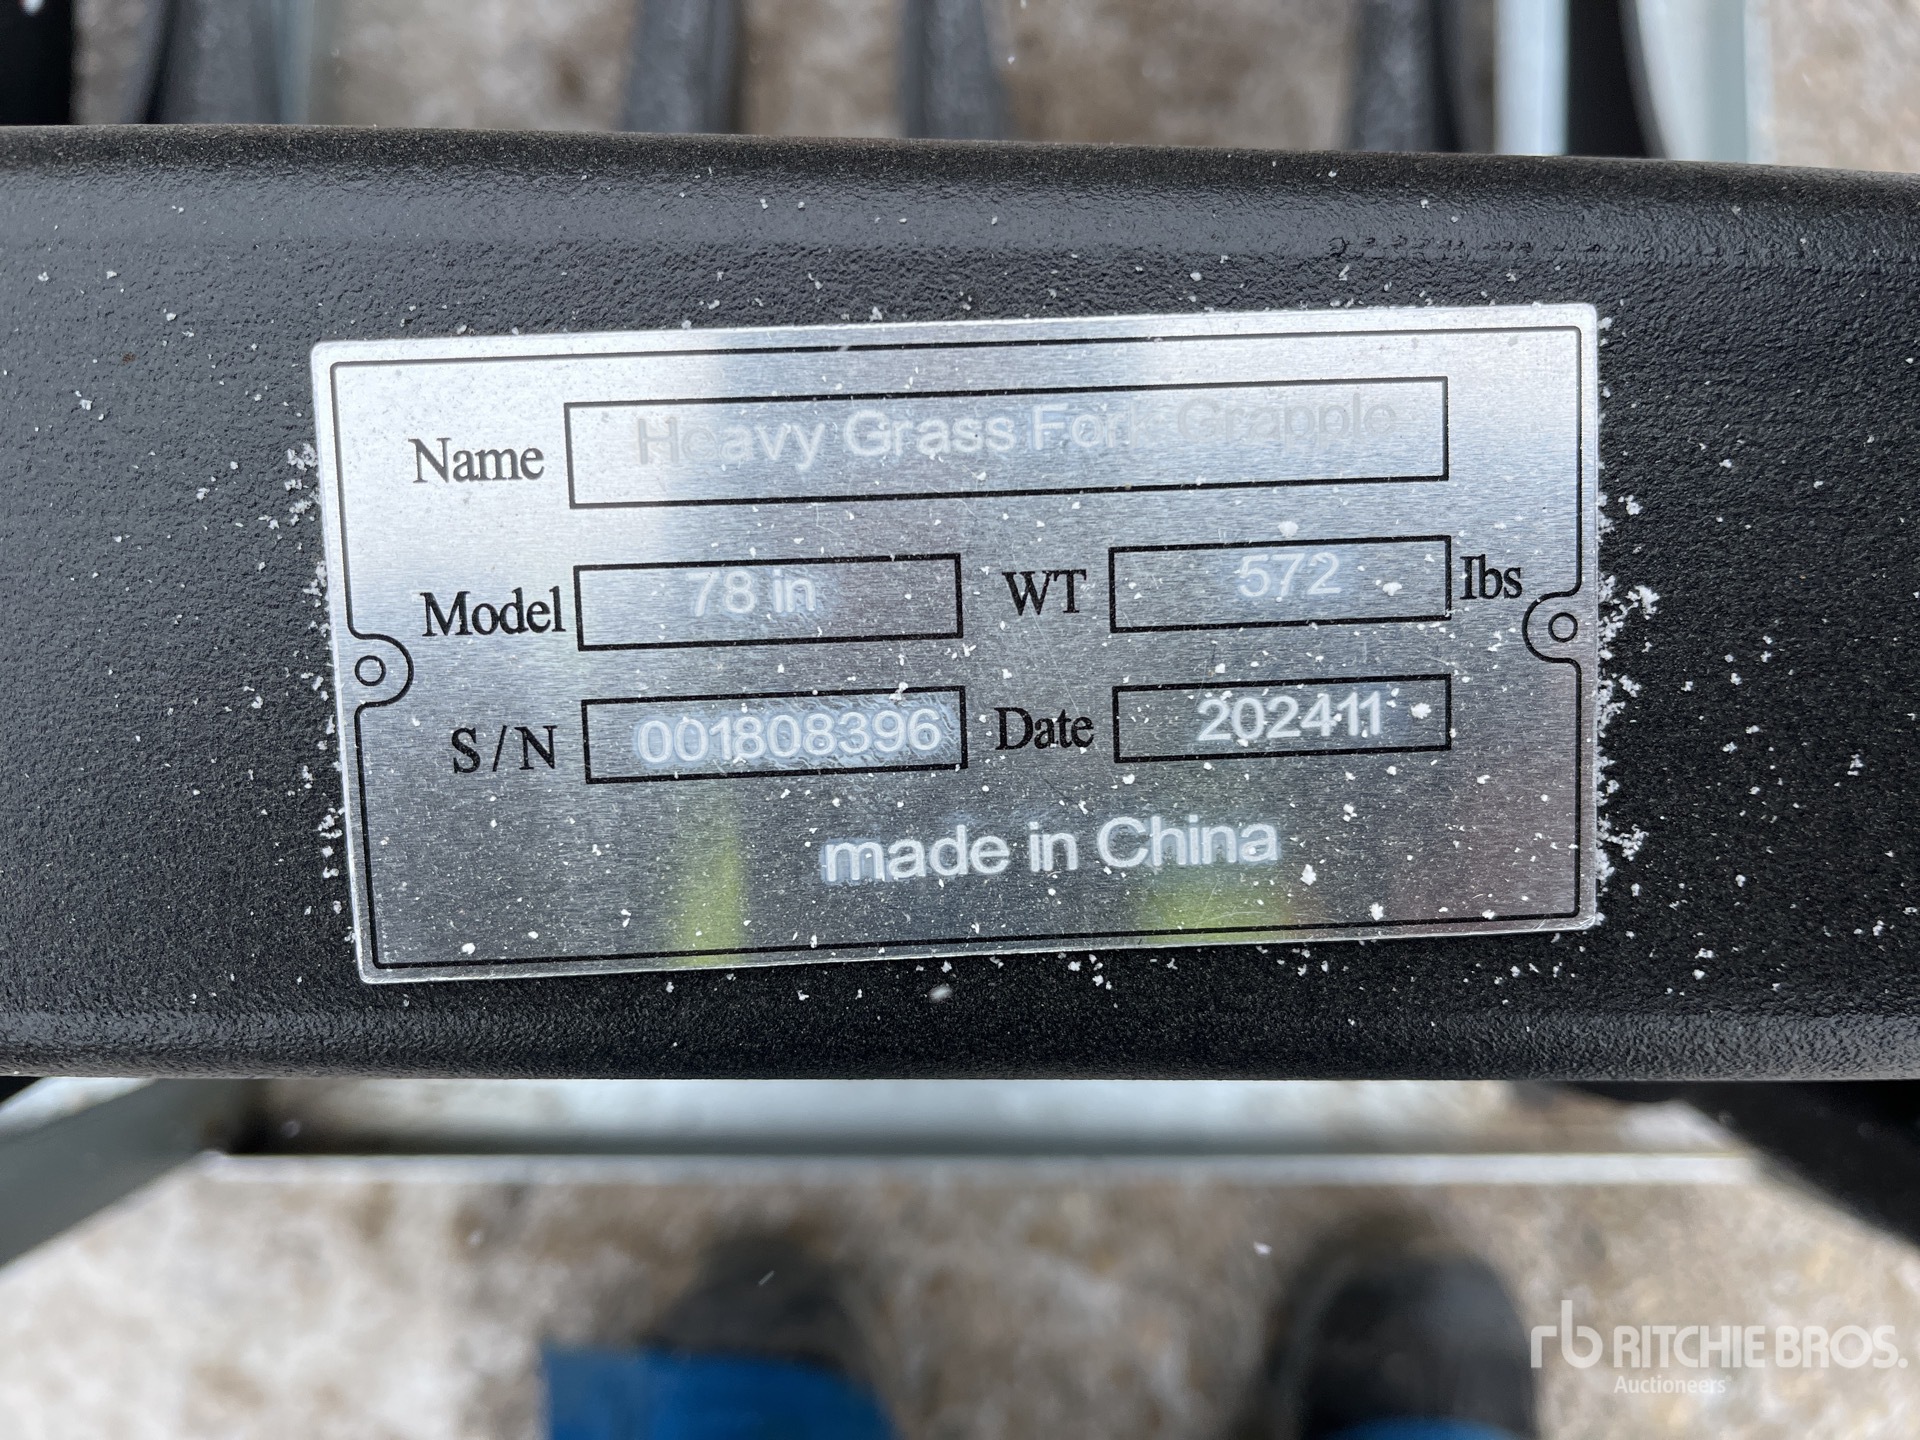 Name Heavy Grass Fork Grapple
Model 78 in WT 572 lbs
S/N 001808396 Date 202411
made in China
rb RITCHIE BROS.
Auctioneers